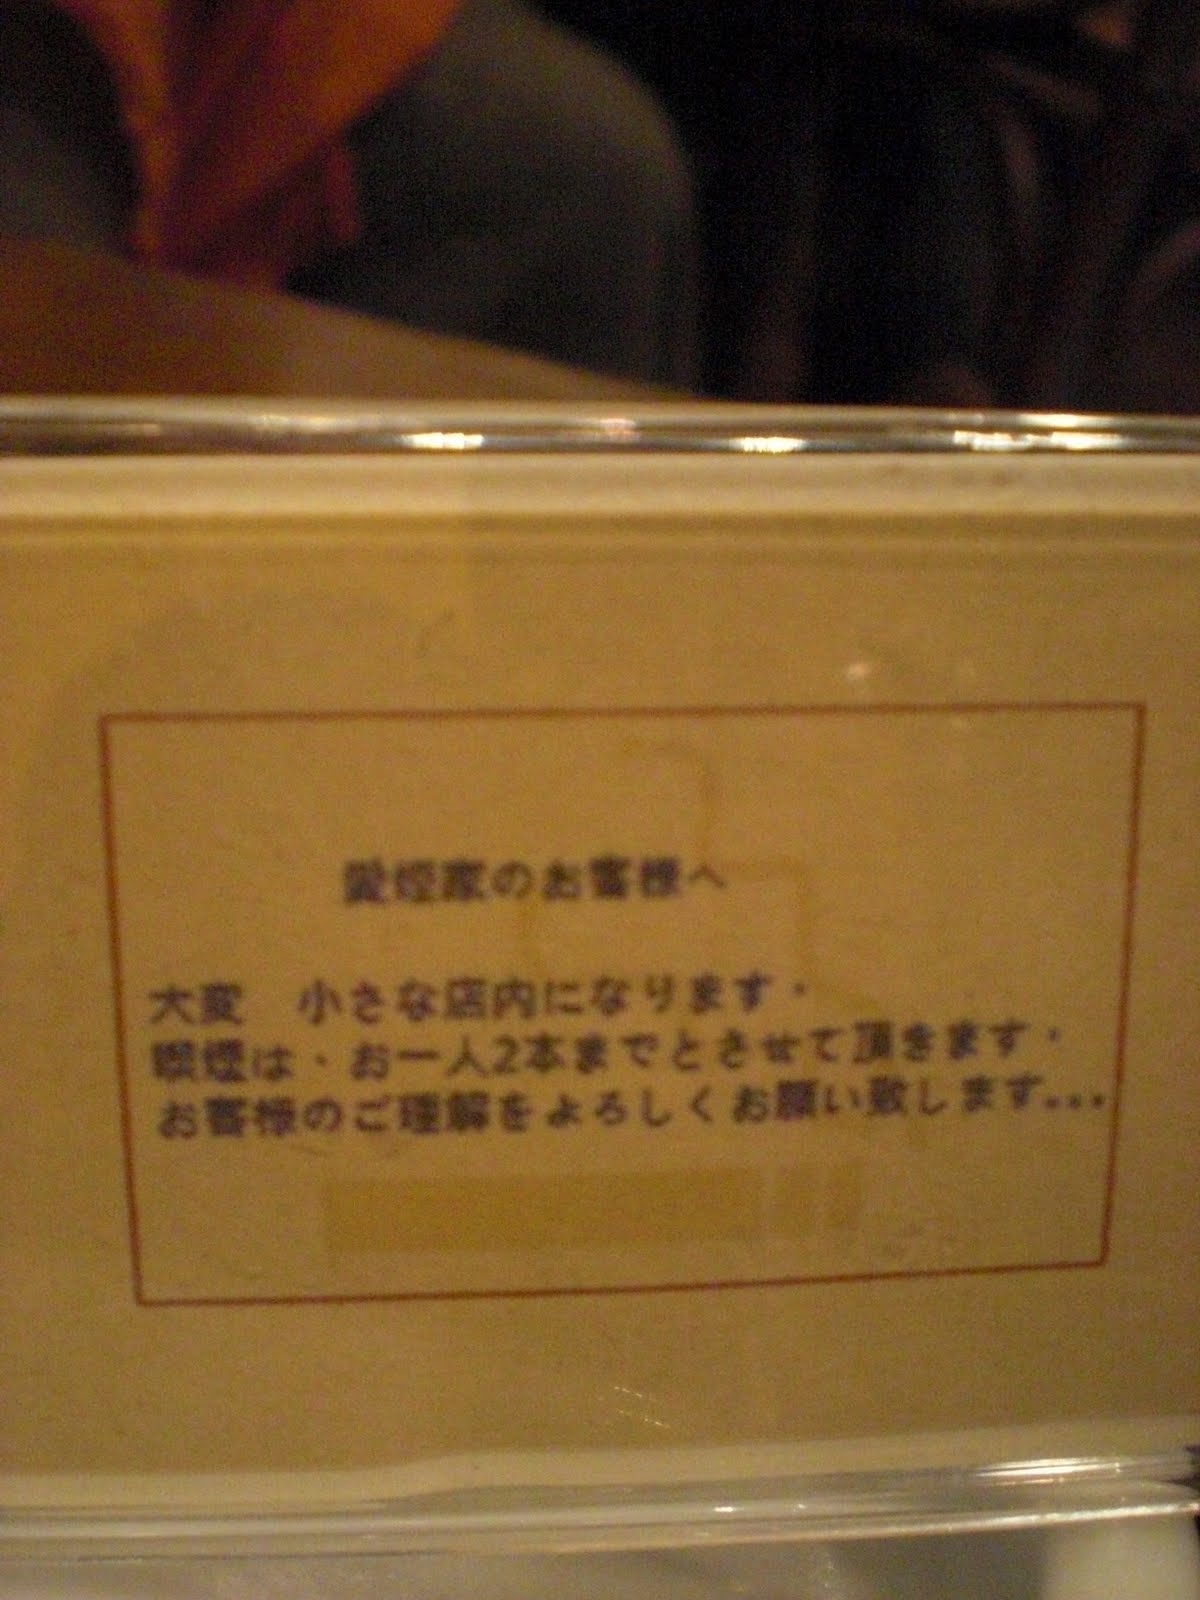 愛煙家のお客様へ
大変　小さな店内になります・
喫煙は・お一人2本までとさせて頂きます・
お客様のご理解をよろしくお願い致します...